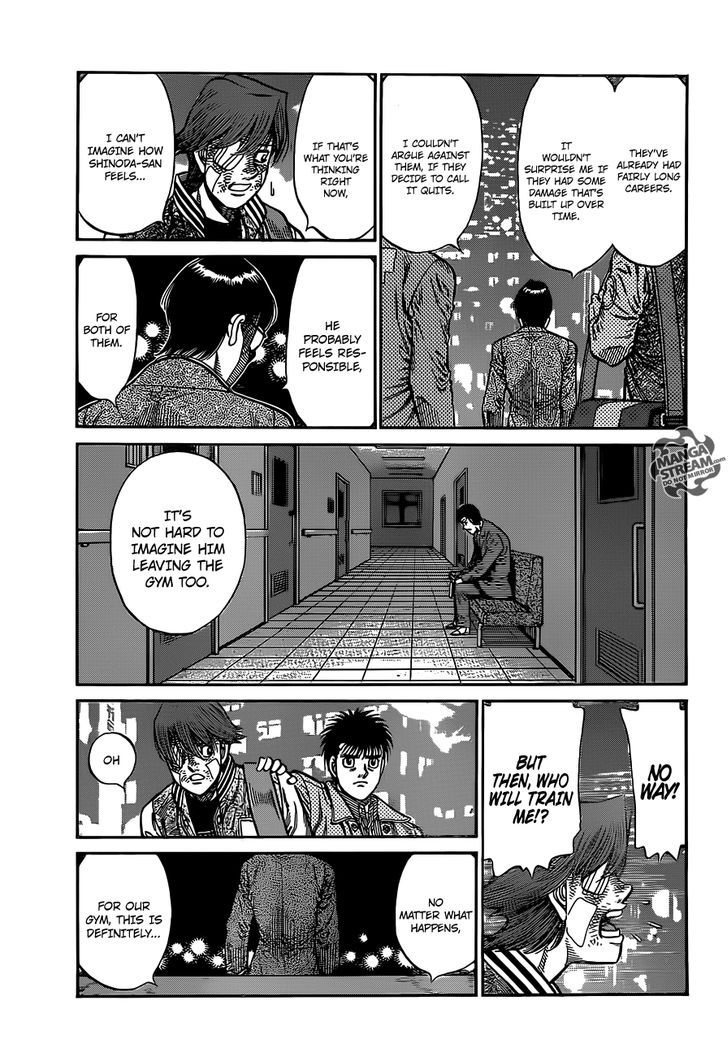 THEY'VE
ALREADY HAD
FAIRLY LONG
CAREERS.
IT
WOULDN'T
SURPRISE ME IF
THEY HAD SOME
DAMAGE THAT'S
BUILT UP OVER
TIME.
I COULDN'T
ARGUE AGAINST
THEM, IF THEY
DECIDE TO CALL
IT QUITS.
IF THAT'S
WHAT YOU'RE
THINKING
RIGHT
NOW,
I CAN'T
IMAGINE HOW
SHINODA-SAN
FEELS...
HE
PROBABLY
FEELS RES-
PONSIBLE,
FOR
BOTH OF
THEM.
MANGA
STREAM.com
DO NOT MIRROR
IT'S
NOT HARD TO
IMAGINE HIM
LEAVING THE
GYM TOO.
NO
WAY!
BUT
THEN, WHO
WILL TRAIN
ME!?
OH
NO
MATTER WHAT
HAPPENS,
FOR OUR
GYM, THIS IS
DEFINITELY...